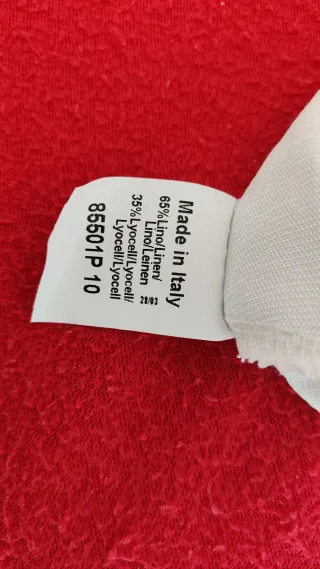 Made in Italy
65%Lino/Linen/
Lino/Leinen
35%Lyocell/Lyocell/
Lyocell/Lyocell
28/03
85501P 10